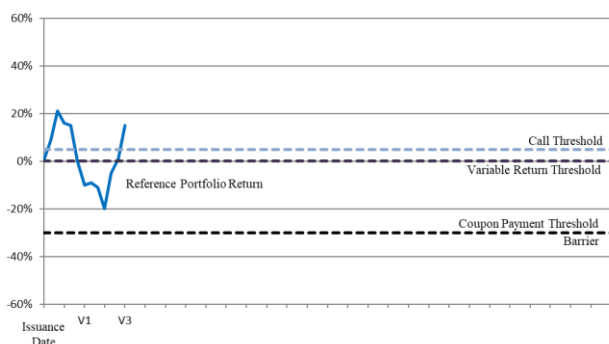 60%
40%
20%
0%
-20%
-40%
-60%
Call Threshold
Variable Return Threshold
Reference Portfolio Return
Coupon Payment Threshold
Barrier
Issuance
Date
V1
V3